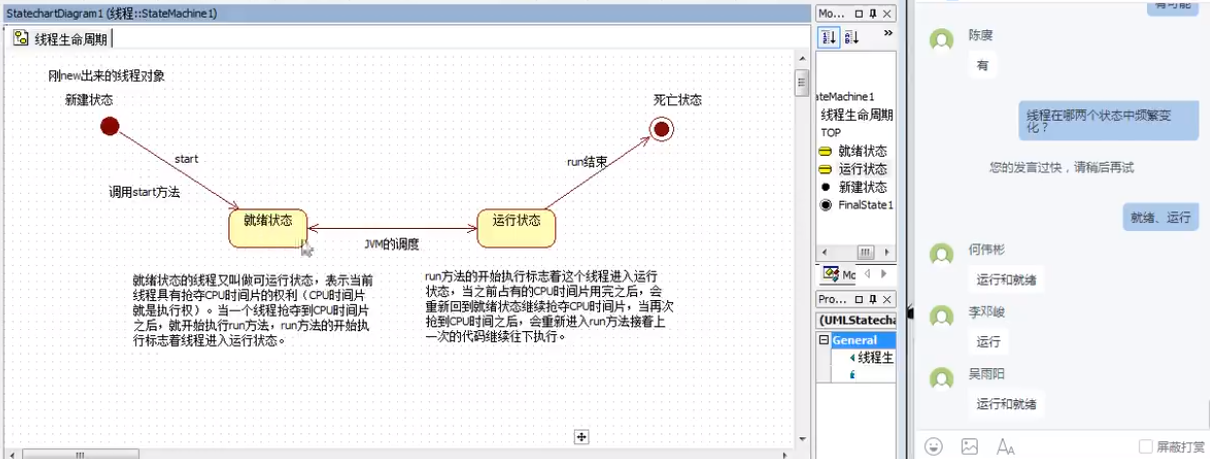 StatechartDiagram1 (线程::StateMachine1)
线程生命周期
刚new出来的线程对象
新建状态
死亡状态
start
run结束
调用start方法
就绪状态
运行状态
JVM的调度
就绪状态的线程又叫做可运行状态，表示当前
线程具有抢夺CPU时间片的权利（CPU时间片
就是执行权）。当一个线程抢夺到CPU时间片
之后，就开始执行run方法，run方法的开始执
行标志着线程进入运行状态。
run方法的开始执行标志着这个线程进入运行
状态，当之前占有的CPU时间片用完之后，会
重新回到就绪状态继续抢夺CPU时间片，当再次
抢到CPU时间之后，会重新进入run方法接着上
一次的代码继续往下执行。
Mo...
ateMachine1
线程生命周期
TOP
就绪状态
运行状态
新建状态
FinalState1
Mo
Pro...
(UMLStatecha
General
线程生
有可能
陈庹
有
线程在哪两个状态中频繁变
化？
您的发言过快，请稍后再试
就绪、运行
何伟彬
运行和就绪
李邓峻
运行
吴雨阳
运行和就绪
屏蔽打赏